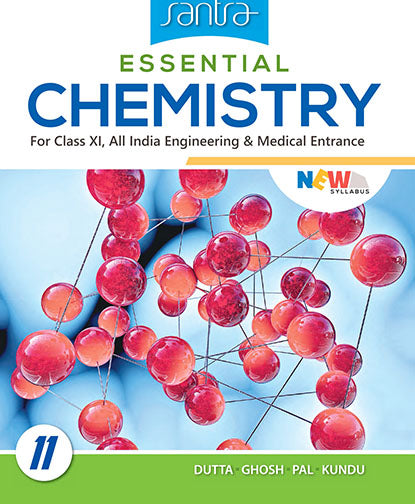 Santra
ESSENTIAL
CHEMISTRY
For Class XI, All India Engineering & Medical Entrance
NEW
SYLLABUS
11
DUTTA • GHOSH • PAL • KUNDU